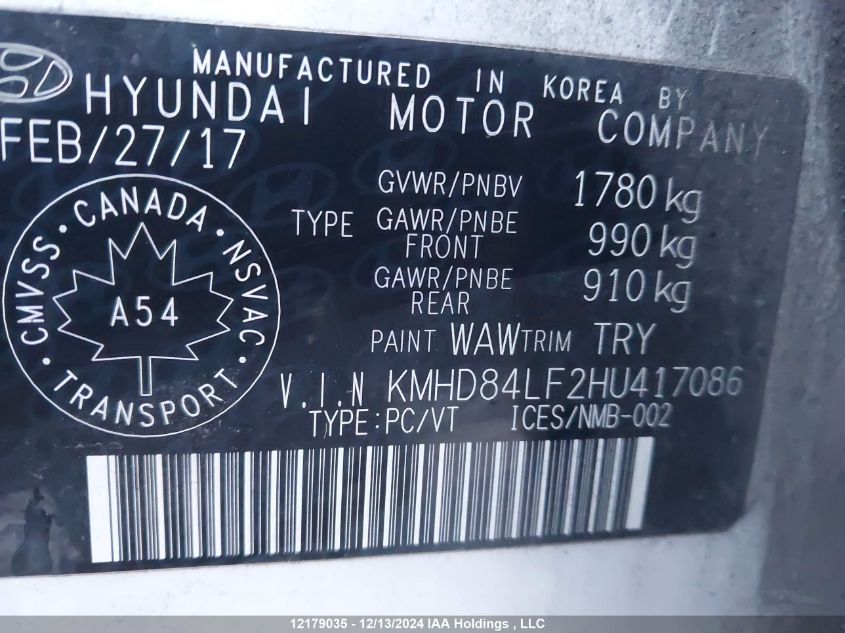 MANUFACTURED IN KOREA BY
HYUNDAI MOTOR COMPANY
FEB/27/17
GVWR/PNBV 1780 kg
TYPE GAWR/PNBE FRONT 990 kg
GAWR/PNBE REAR 910 kg
PAINT WAW TRIM TRY
V.I.N KMHD84LF2HU417086
TYPE:PC/VT ICES/NMB-002
CANADA
CMVSS · NSVAC
A54
TRANSPORT
12179035 - 12/13/2024 IAA Holdings , LLC